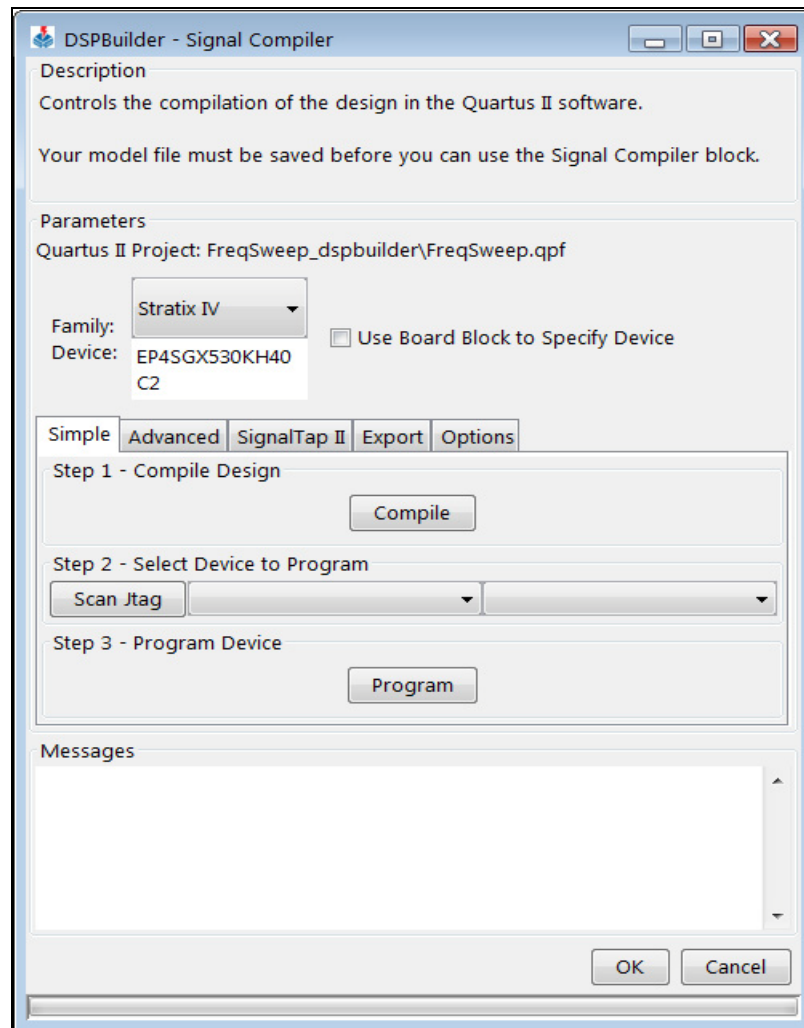 DSPBuilder - Signal Compiler
Description
Controls the compilation of the design in the Quartus II software.
Your model file must be saved before you can use the Signal Compiler block.
Parameters
Quartus II Project: FreqSweep_dspbuilder\FreqSweep.qpf
Family:
Stratix IV
Device:
EP4SGX530KH40
C2
Use Board Block to Specify Device
Simple Advanced SignalTap II Export Options
Step 1 - Compile Design
Compile
Step 2 - Select Device to Program
Scan Jtag
Step 3 - Program Device
Program
Messages
OK Cancel